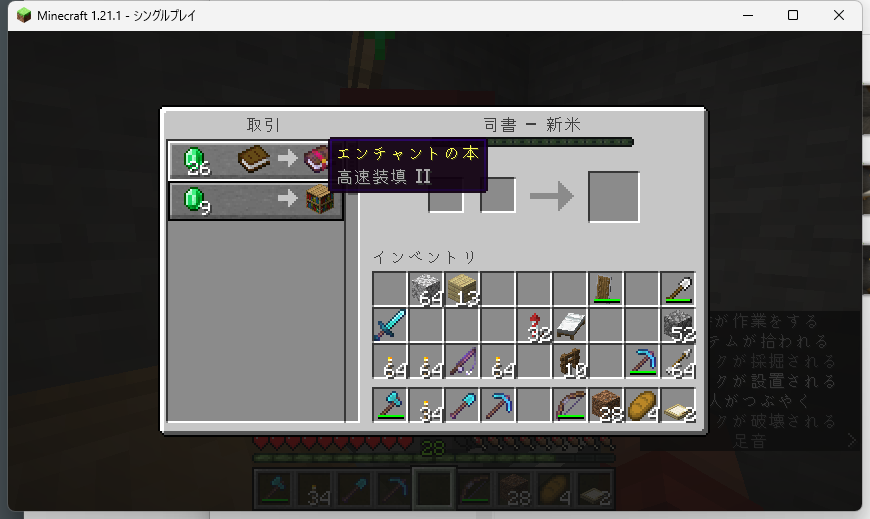 Minecraft 1.21.1 - シングルプレイ
取引
司書 - 新米
26
エンチャントの本
高速装填 II
9
インベントリ
64 13
32 52
64 64 64 10 64
34 28 4 2
が作業をする
テムが拾われる
クが採掘される
クが設置される
人がつぶやく
クが破壊される
足音 >
28
34 28 4 2